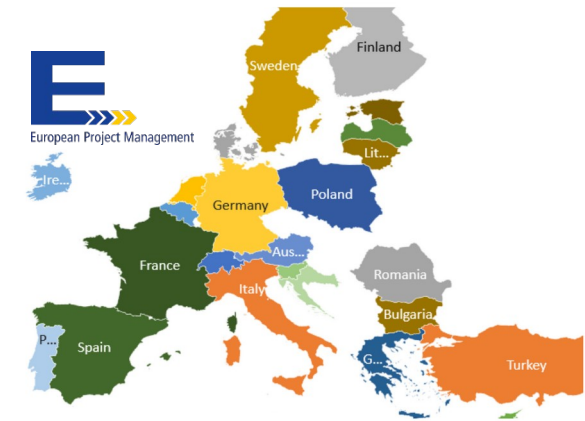 Finland
Sweden
European Project Management
Lit...
Ire...
Poland
Germany
Aus...
France
Romania
Italy
Bulgaria
P...
Spain
G...
Turkey